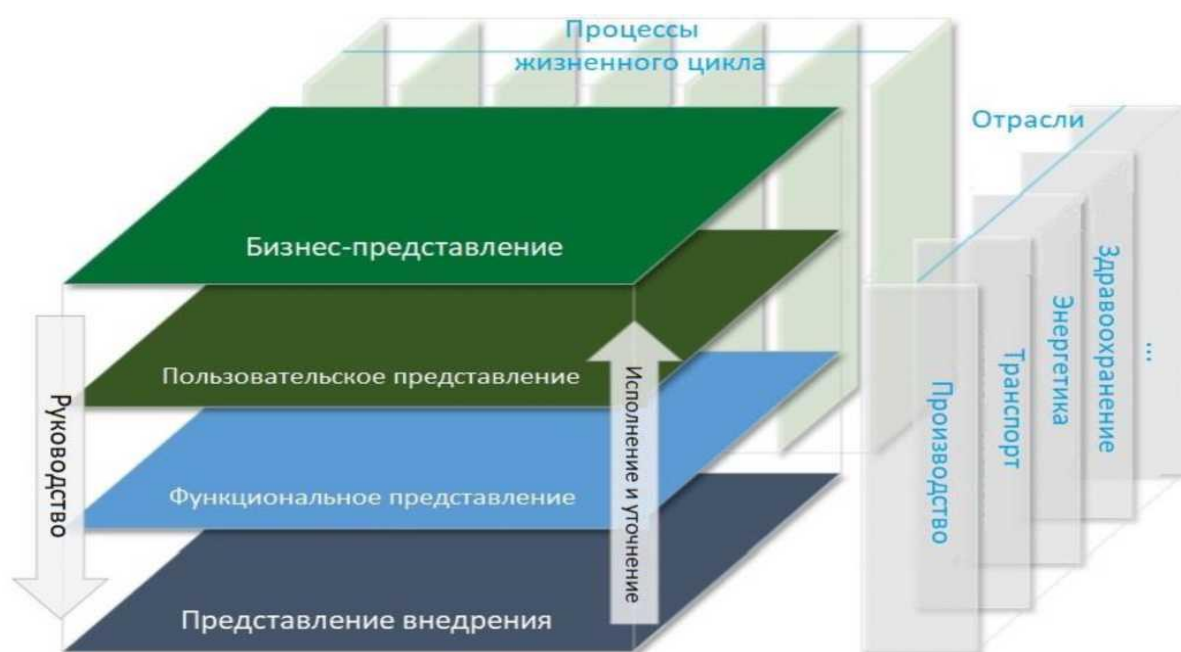 Процессы
жизненного цикла
Отрасли
Бизнес-представление
Пользовательское представление
Функциональное представление
Представление внедрения
Руководство
Исполнение и уточнение
Производство
Транспорт
Энергетика
Здравоохранение
...